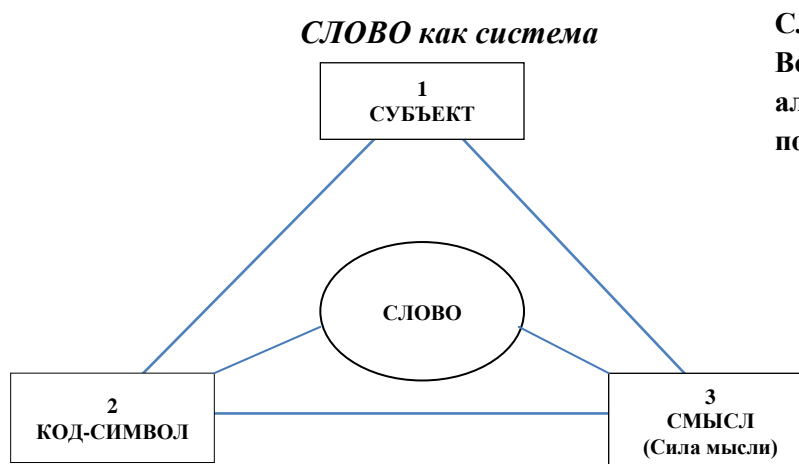 СЛОВО как система
1
СУБЪЕКТ
СЛОВО
2
КОД-СИМВОЛ
3
СМЫСЛ
(Сила мысли)